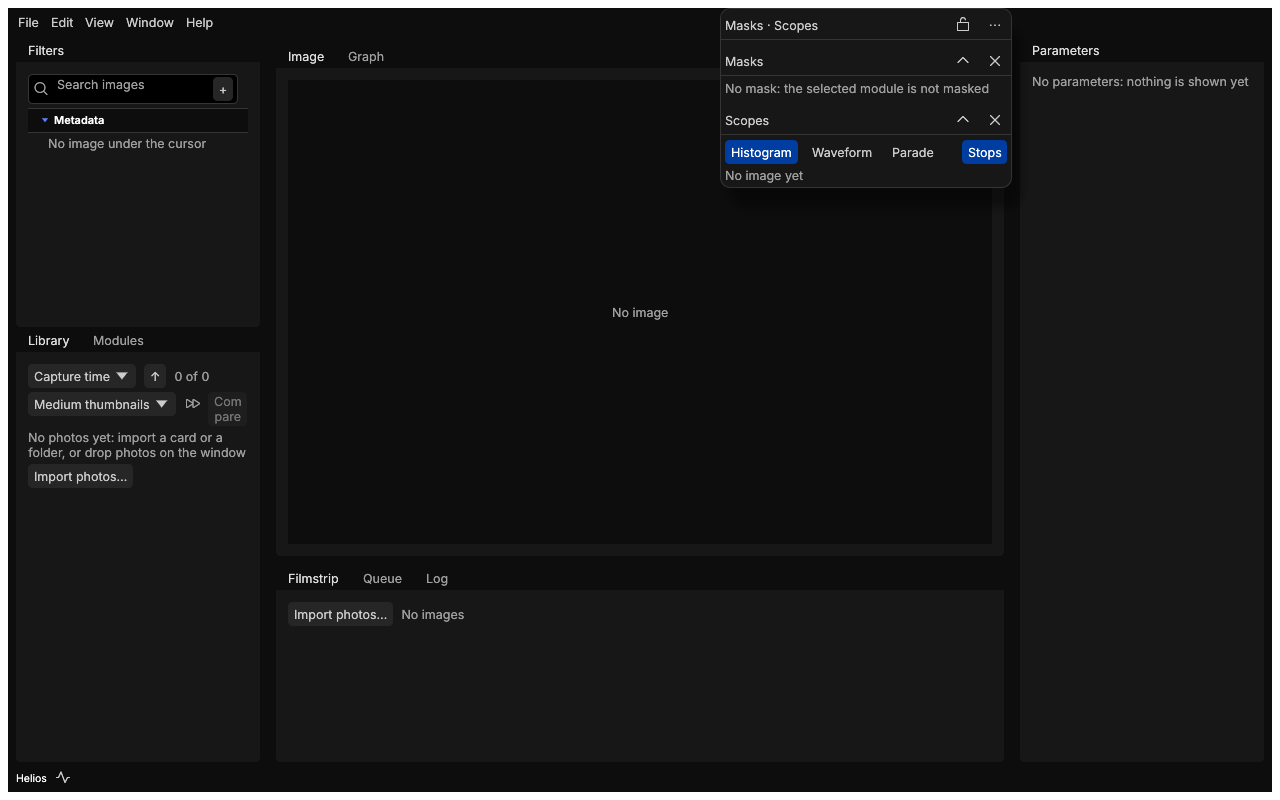 File Edit View Window Help
Masks · Scopes ...
Filters
Image Graph
Parameters
Masks
Search images +
No parameters: nothing is shown yet
No mask: the selected module is not masked
Metadata
Scopes
No image under the cursor
Histogram Waveform Parade Stops
No image yet
No image
Library Modules
Capture time 0 of 0
Medium thumbnails
Com
pare
No photos yet: import a card or a
folder, or drop photos on the window
Import photos...
Filmstrip Queue Log
Import photos... No images
Helios